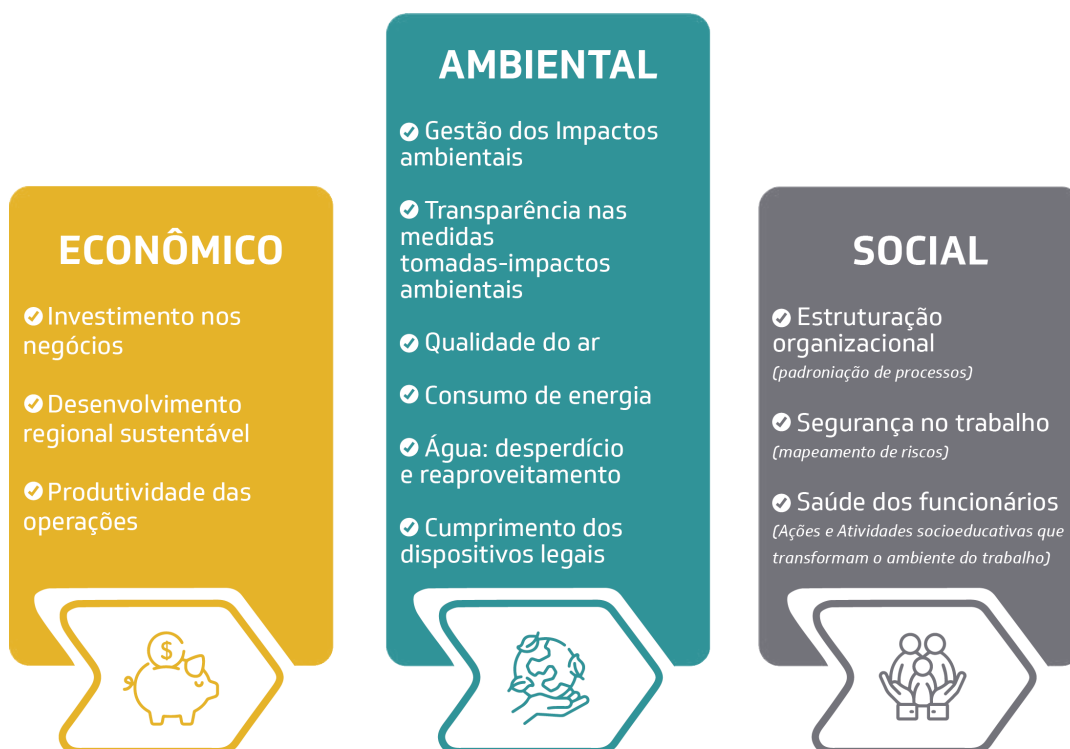 ECONÔMICO
Investimento nos
negócios
Desenvolvimento
regional sustentável
Produtividade das
operações
$
AMBIENTAL
Gestão dos Impactos
ambientais
Transparência nas
medidas
tomadas-impactos
ambientais
Qualidade do ar
Consumo de energia
Água: desperdício
e reaproveitamento
Cumprimento dos
dispositivos legais
SOCIAL
Estruturação
organizacional
(padroniação de processos)
Segurança no trabalho
(mapeamento de riscos)
Saúde dos funcionários
(Ações e Atividades socioeducativas que
transformam o ambiente do trabalho)